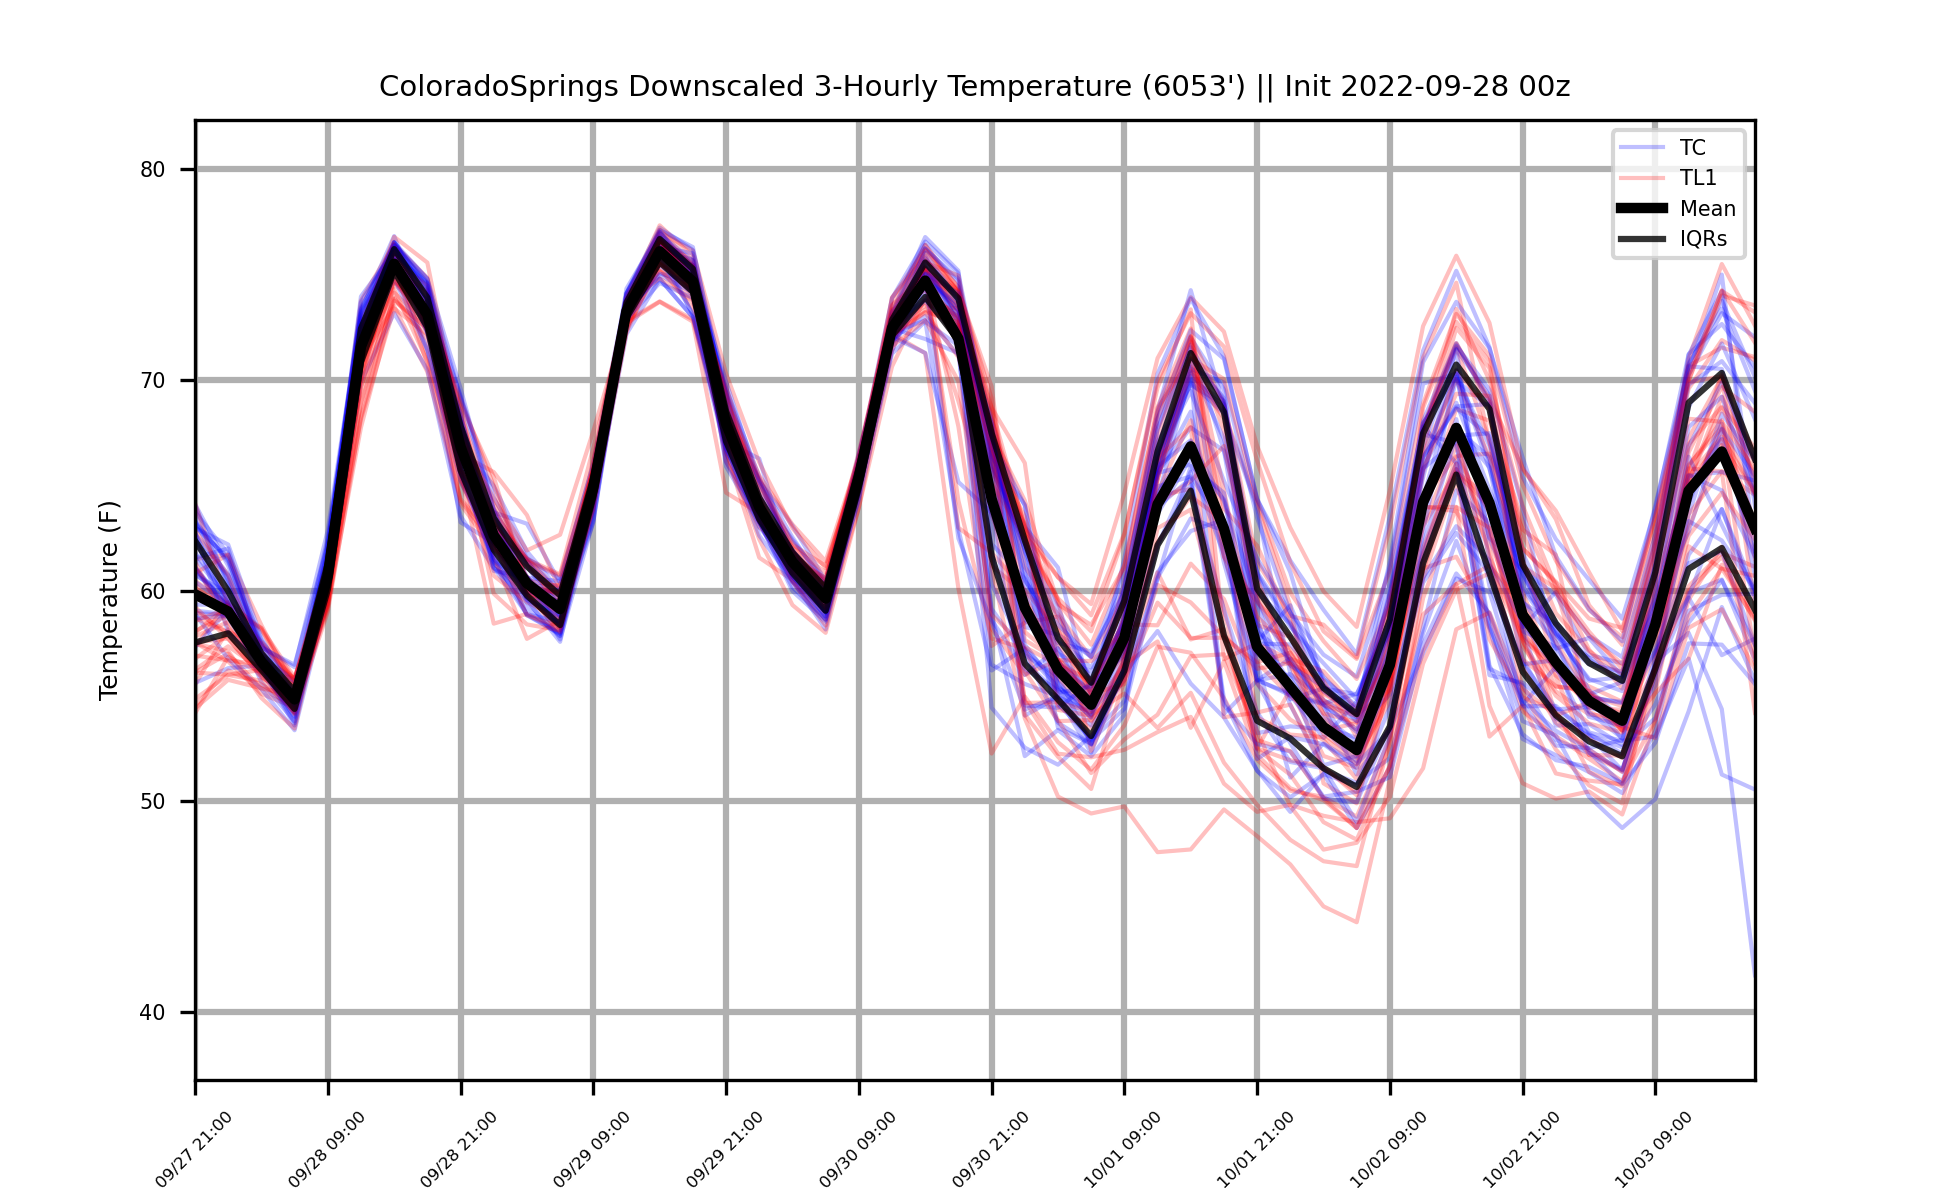 ColoradoSprings Downscaled 3-Hourly Temperature (6053') || Init 2022-09-28 00z
TC
TL1
Mean
IQRs
Temperature (F)
80
70
60
50
40
09/27 21:00
09/28 09:00
09/28 21:00
09/29 09:00
09/29 21:00
09/30 09:00
09/30 21:00
10/01 09:00
10/01 21:00
10/02 09:00
10/02 21:00
10/03 09:00